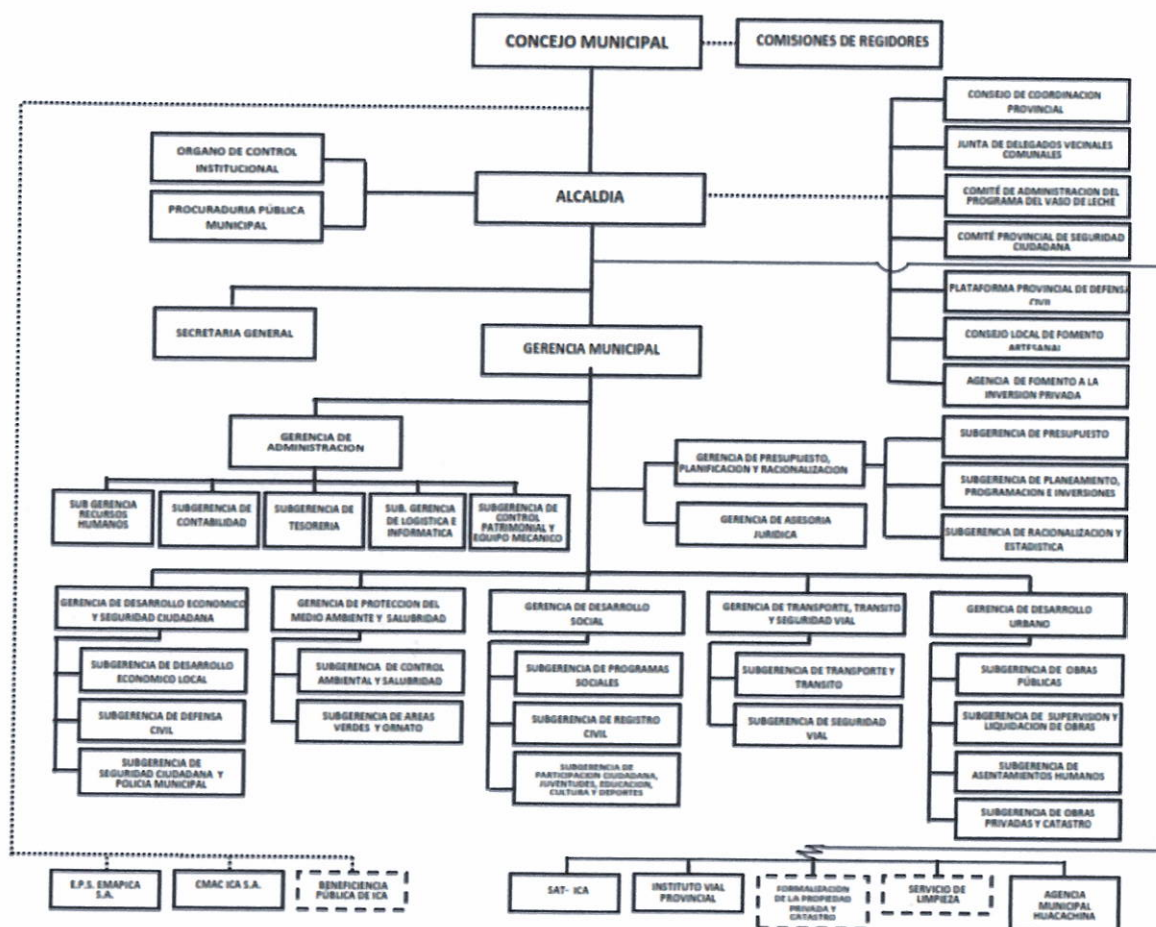 CONCEJO MUNICIPAL
COMISIONES DE REGIDORES
CONSEJO DE COORDINACION
PROVINCIAL
ORGANO DE CONTROL
INSTITUCIONAL
JUNTA DE DELEGADOS VECINALES
COMUNALES
PROCURADURIA PÚBLICA
MUNICIPAL
ALCALDIA
COMITÉ DE ADMINISTRACION DEL
PROGRAMA DEL VASO DE LECHE
COMITÉ PROVINCIAL DE SEGURIDAD
CIUDADANA
PLATAFORMA PROVINCIAL DE DEFENSA
CIVIL
SECRETARIA GENERAL
GERENCIA MUNICIPAL
CONSEJO LOCAL DE FOMENTO
ARTESANAL
AGENCIA DE FOMENTO A LA
INVERSION PRIVADA
GERENCIA DE
ADMINISTRACION
SUB GERENCIA
RECURSOS
HUMANOS
SUBGERENCIA DE
CONTABILIDAD
SUBGERENCIA DE
TESORERIA
SUB. GERENCIA
DE LOGISTICA E
INFORMATICA
SUBGERENCIA DE
CONTROL
PATRIMONIAL Y
EQUIPO MECANICO
GERENCIA DE PRESUPUESTO,
PLANIFICACION Y RACIONALIZACION
GERENCIA DE ASESORIA
JURIDICA
SUBGERENCIA DE PRESUPUESTO
SUBGERENCIA DE PLANEAMIENTO,
PROGRAMACION E INVERSIONES
SUBGERENCIA DE RACIONALIZACION Y
ESTADISTICA
GERENCIA DE DESARROLLO ECONOMICO
Y SEGURIDAD CIUDADANA
SUBGERENCIA DE DESARROLLO
ECONOMICO LOCAL
SUBGERENCIA DE DEFENSA
CIVIL
SUBGERENCIA DE
SEGURIDAD CIUDADANA Y
POLICIA MUNICIPAL
GERENCIA DE PROTECCION DEL
MEDIO AMBIENTE Y SALUBRIDAD
SUBGERENCIA DE CONTROL
AMBIENTAL Y SALUBRIDAD
SUBGERENCIA DE AREAS
VERDES Y ORNATO
GERENCIA DE DESARROLLO
SOCIAL
SUBGERENCIA DE PROGRAMAS
SOCIALES
SUBGERENCIA DE REGISTRO
CIVIL
SUBGERENCIA DE
PARTICIPACION CIUDADANA,
JUVENTUDES, EDUCACION,
CULTURA Y DEPORTES
GERENCIA DE TRANSPORTE, TRANSITO
Y SEGURIDAD VIAL
SUBGERENCIA DE TRANSPORTE Y
TRANSITO
SUBGERENCIA DE SEGURIDAD
VIAL
GERENCIA DE DESARROLLO
URBANO
SUBGERENCIA DE OBRAS
PÚBLICAS
SUBGERENCIA DE SUPERVISION Y
LIQUIDACION DE OBRAS
SUBGERENCIA DE
ASENTAMIENTOS HUMANOS
SUBGERENCIA DE OBRAS
PRIVADAS Y CATASTRO
E.P.S. EMAPICA
S.A.
CMAC ICA S.A.
BENEFICIENCIA
PÚBLICA DE ICA
SAT- ICA
INSTITUTO VIAL
PROVINCIAL
FORMALIZACION
DE LA PROPIEDAD
PRIVADA Y
CATASTRO
SERVICIO DE
LIMPIEZA
AGENCIA
MUNICIPAL
HUACACHINA